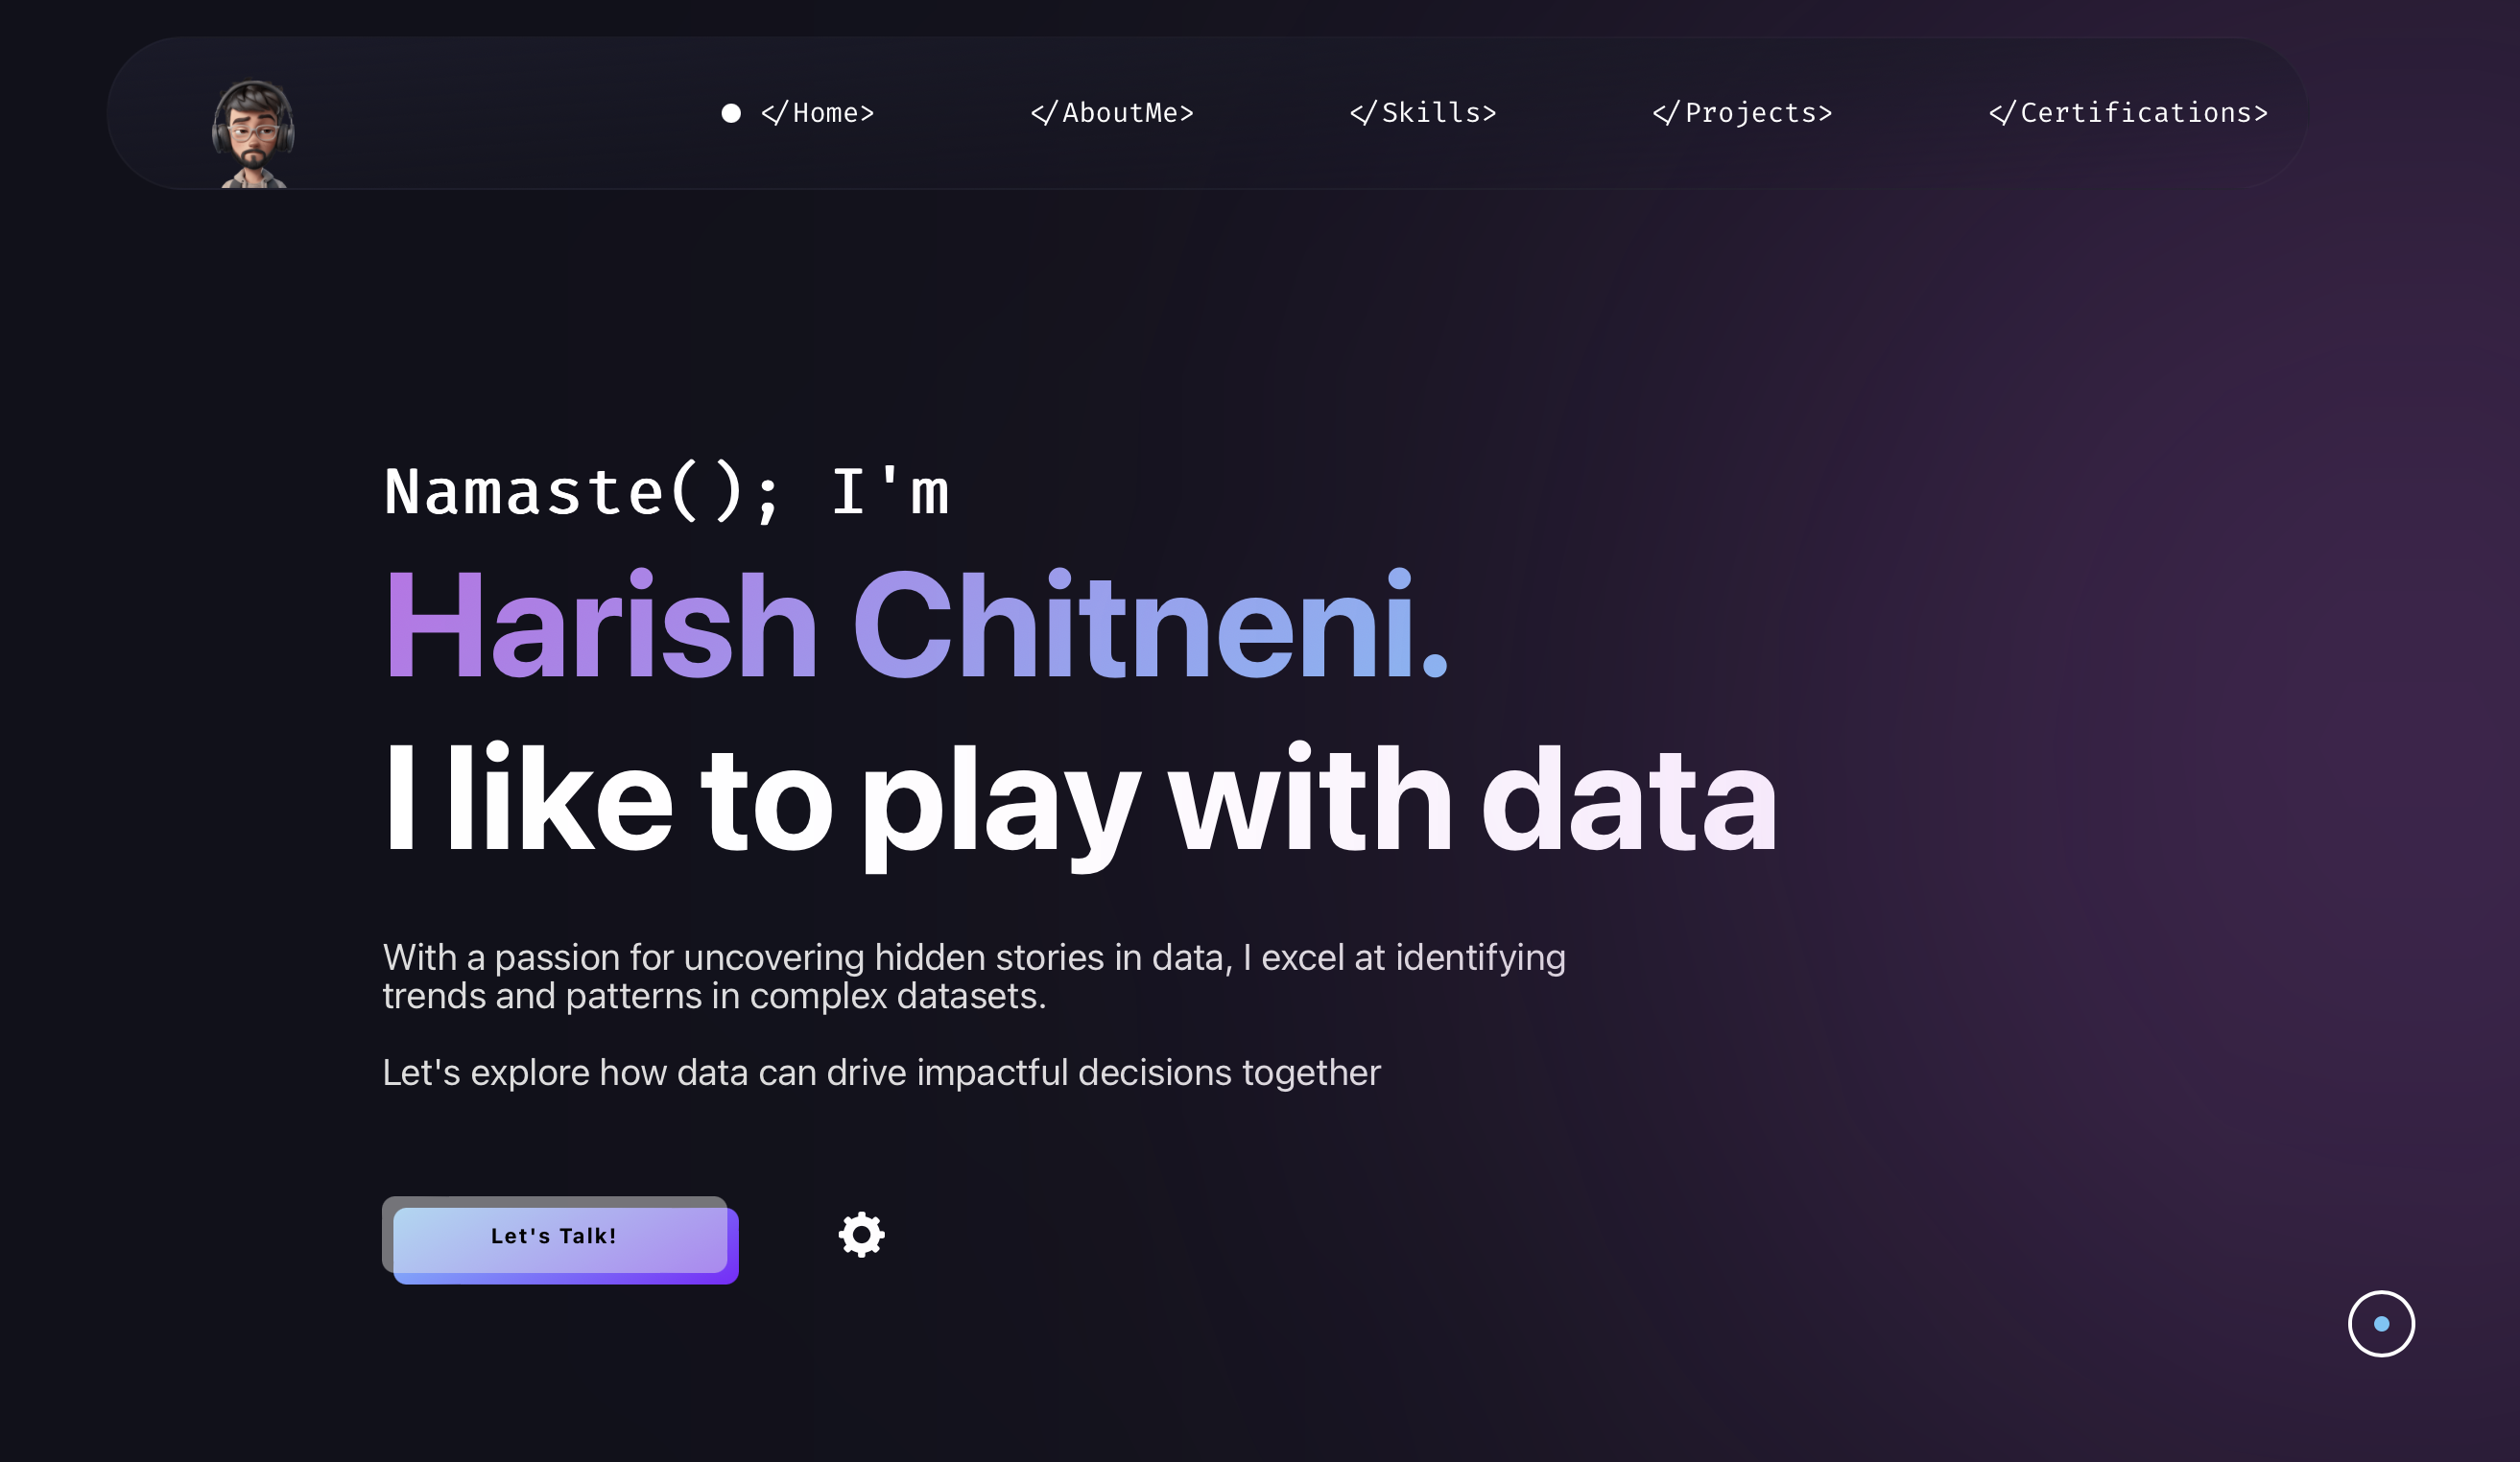 </Home>
</AboutMe>
</Skills>
</Projects>
</Certifications>
Namaste(); I'm
Harish Chitneni.
I like to play with data
With a passion for uncovering hidden stories in data, I excel at identifying
trends and patterns in complex datasets.
Let's explore how data can drive impactful decisions together
Let's Talk!